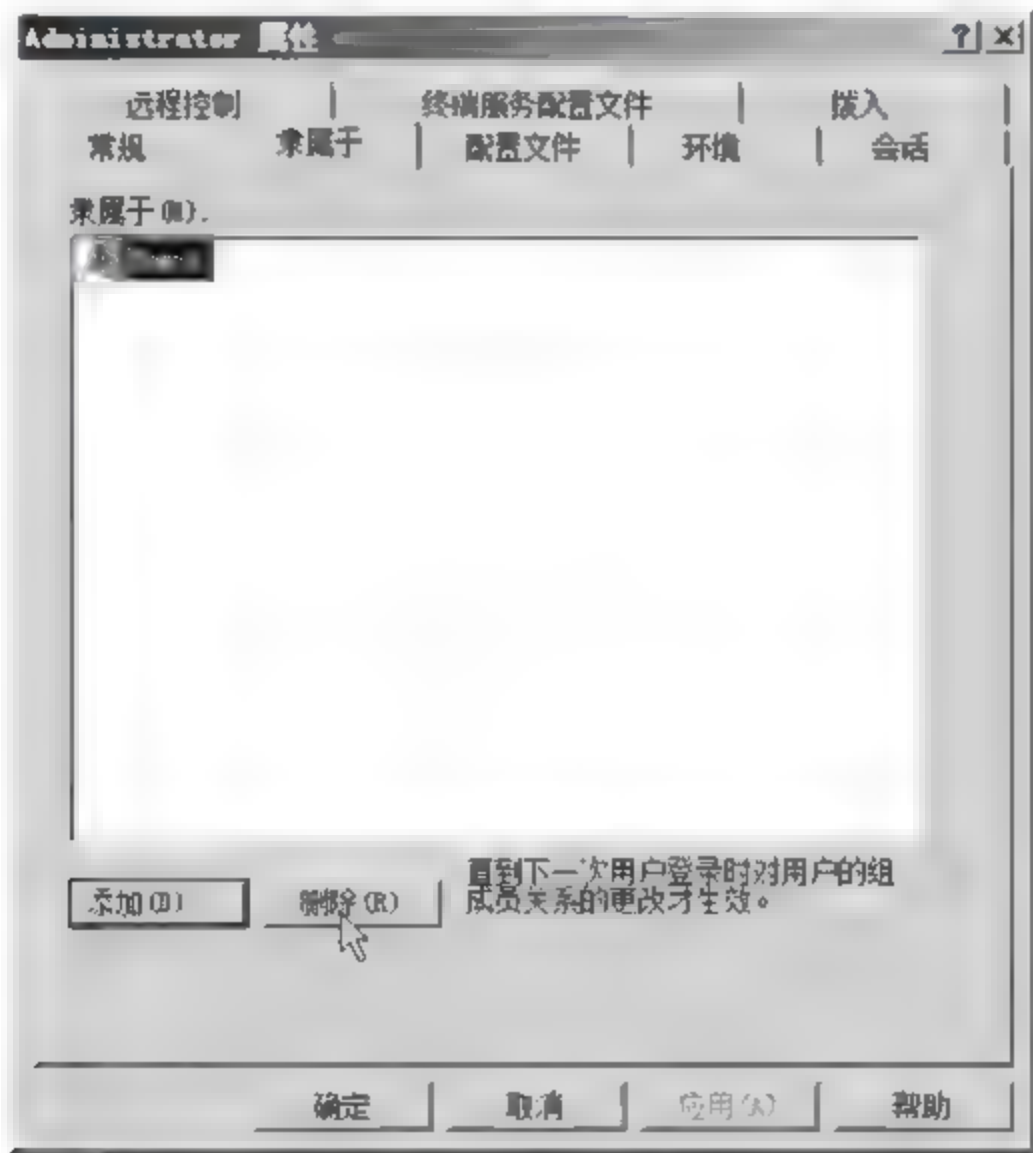 Administrator 属性
远程控制 终端服务配置文件 拨入
常规 隶属于 配置文件 环境 会话
隶属于(M):
添加(D)
删除(R)
直到下一次用户登录时对用户的组
成员关系的更改才生效。
确定 取消 应用(A) 帮助